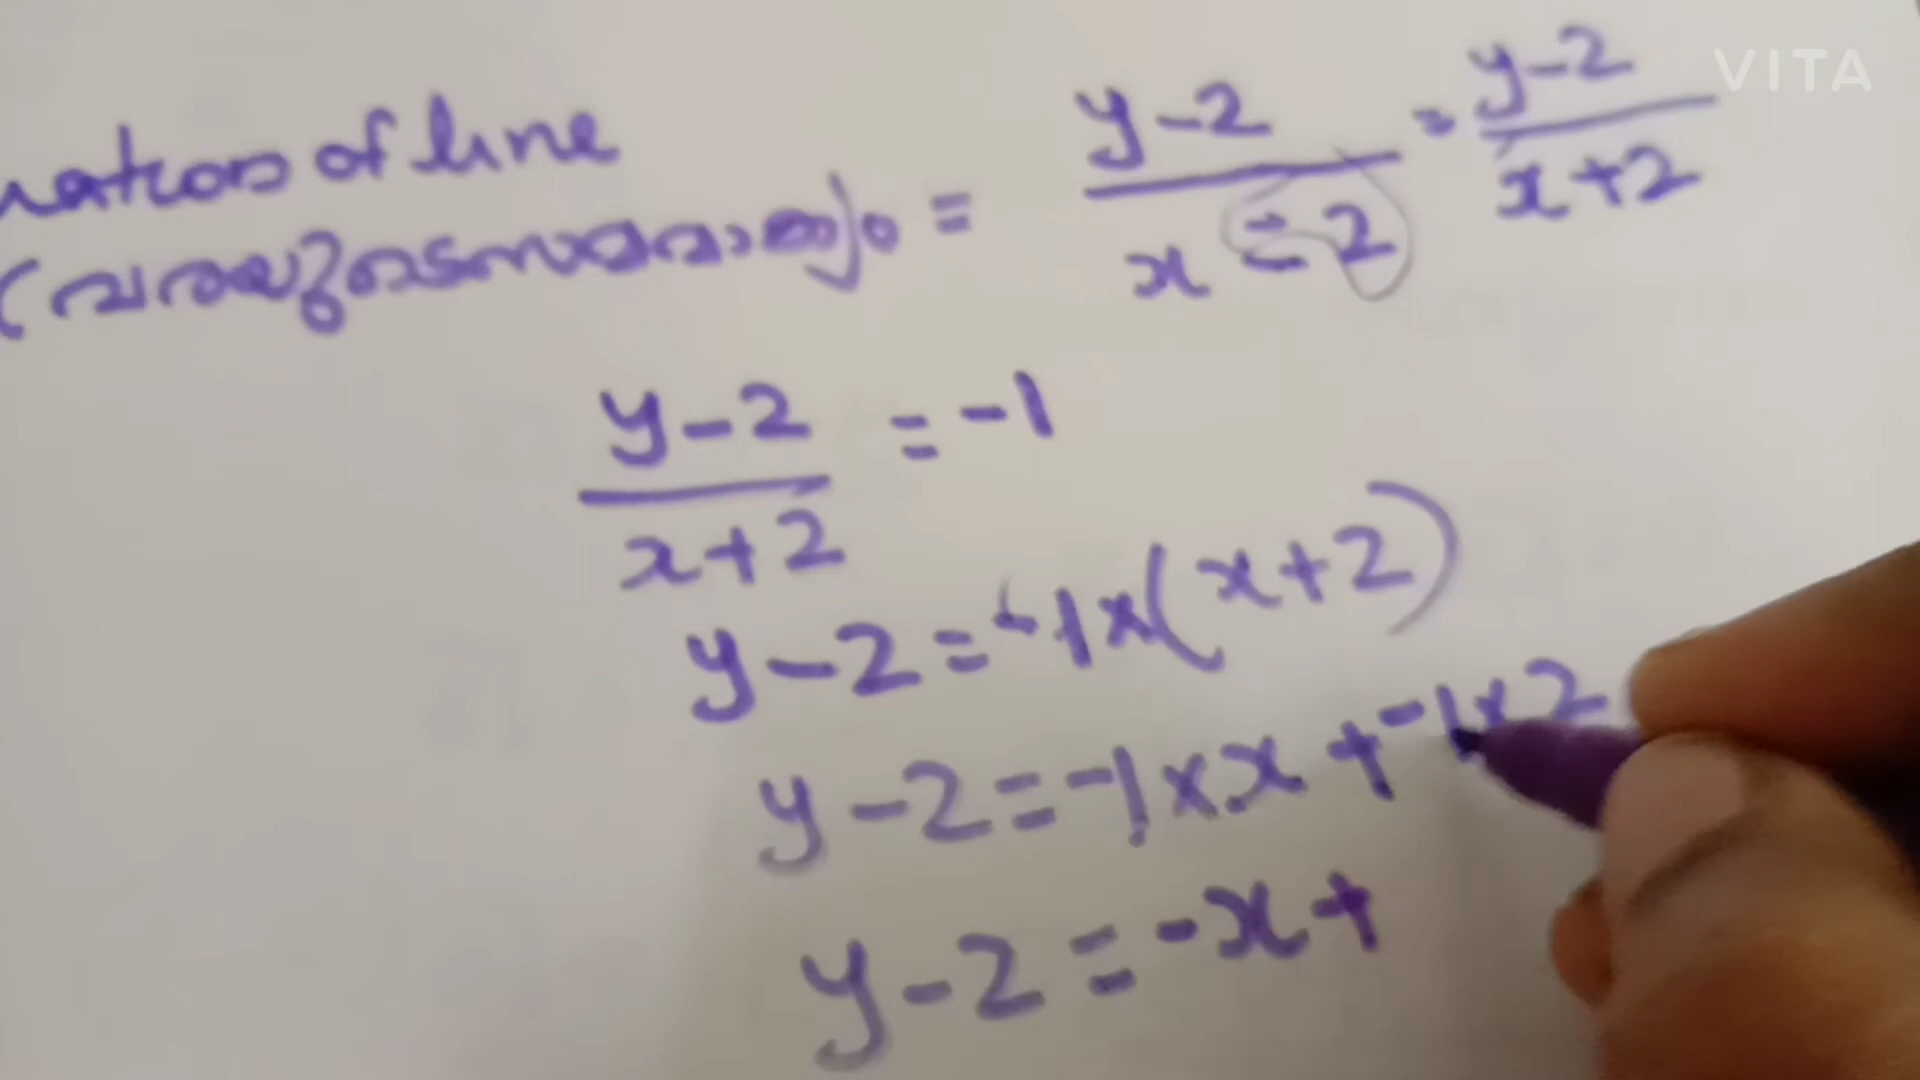 VITA
uation of line
(വരയുടെ സമവാക്യം = y-2/x--2 = y-2/x+2
y-2/x+2 = -1
y-2=-1×(x+2)
y-2=-1×x+-1×2
y-2=-x+